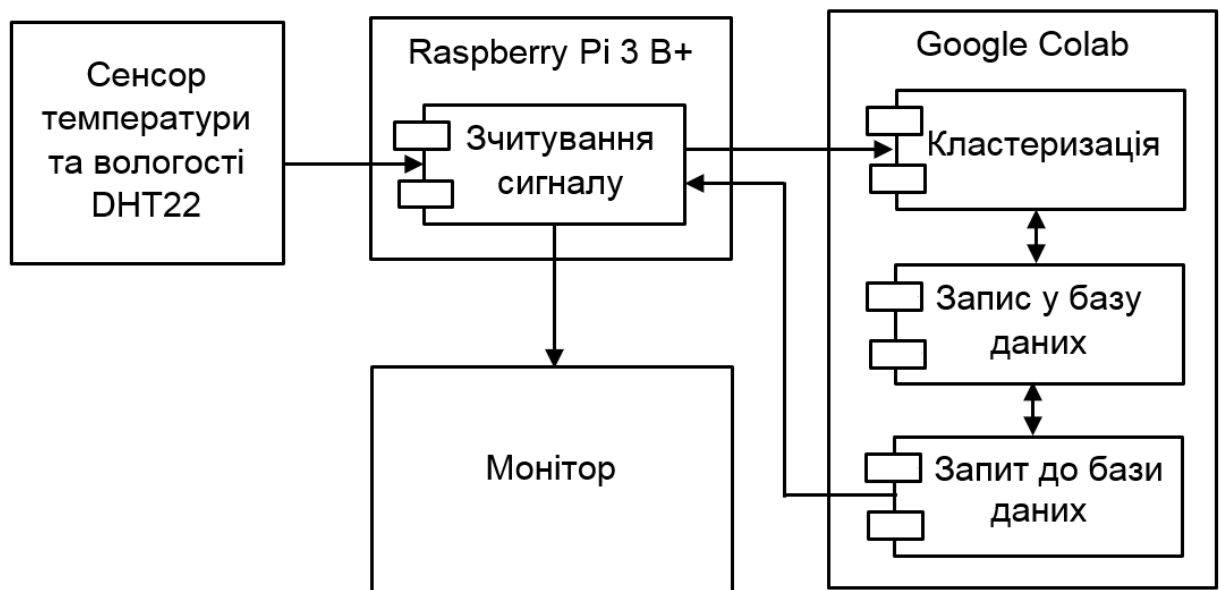 Сенсор
температури
та вологості
DHT22
Raspberry Pi 3 B+
Зчитування
сигналу
Монітор
Google Colab
Кластеризація
Запис у базу
даних
Запит до бази
даних